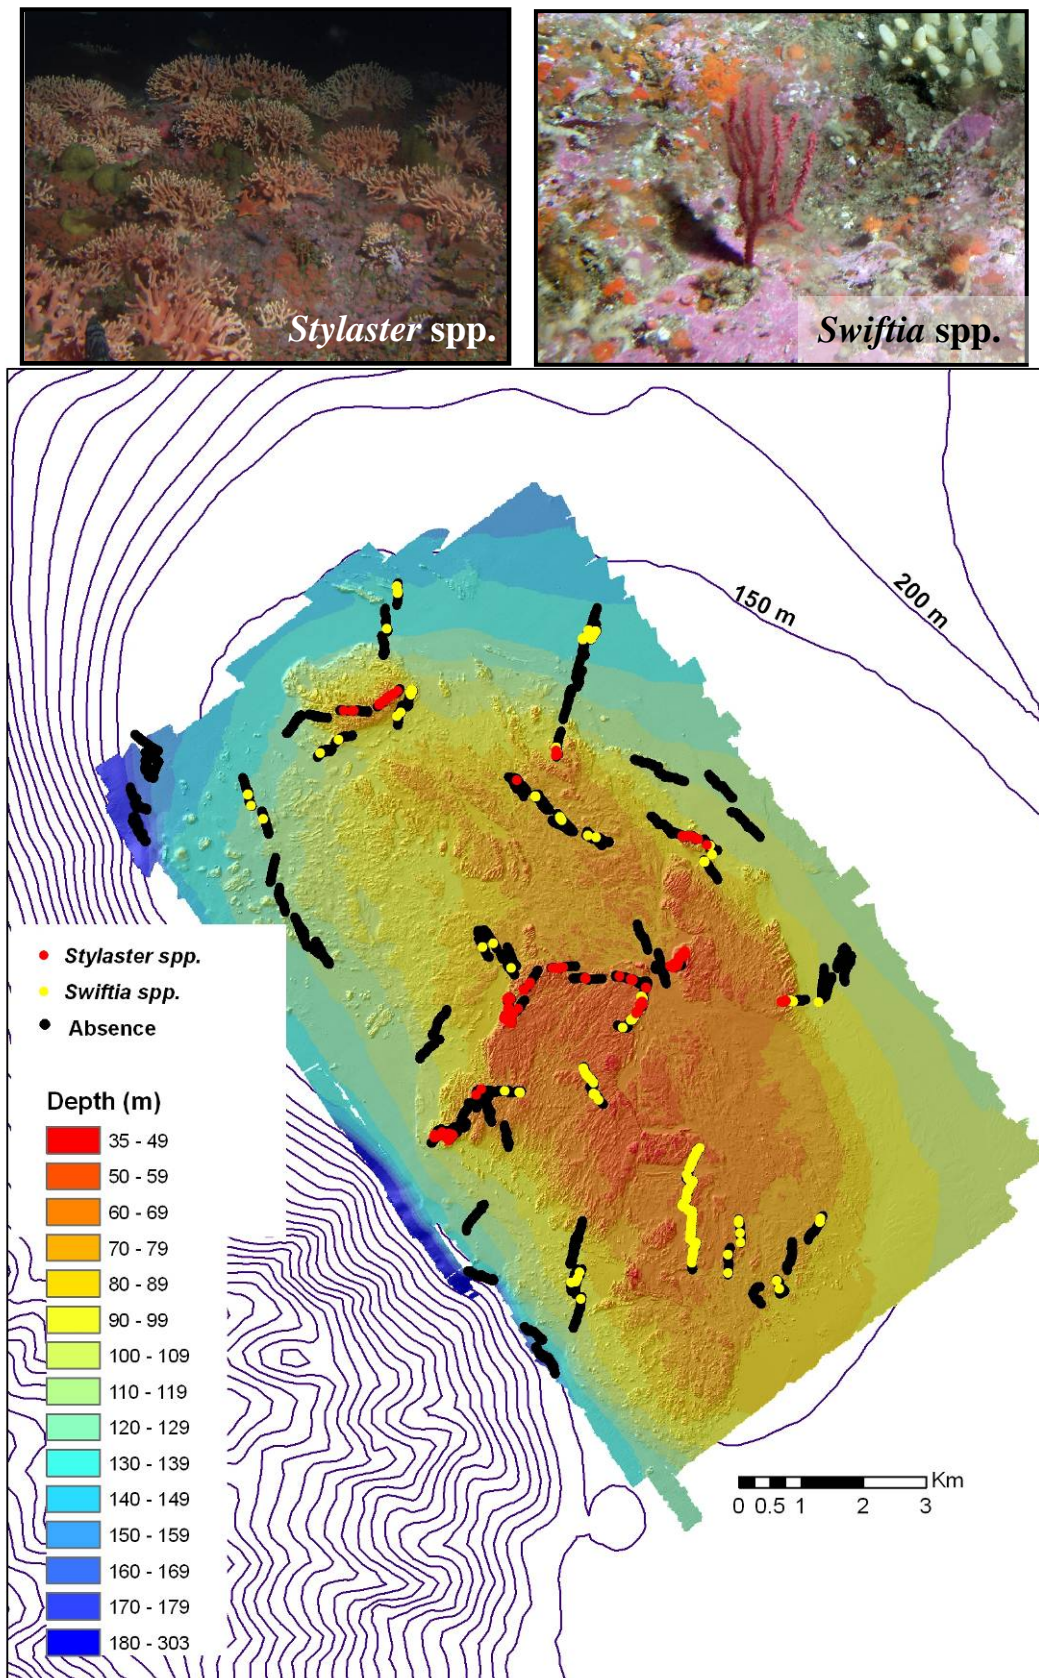 Stylaster spp.
Swiftia spp.
150 m
200 m
Stylaster spp.
Swiftia spp.
Absence
Depth (m)
35 - 49
50 - 59
60 - 69
70 - 79
80 - 89
90 - 99
100 - 109
110 - 119
120 - 129
130 - 139
140 - 149
150 - 159
160 - 169
170 - 179
180 - 303
Km
0 0.5 1 2 3